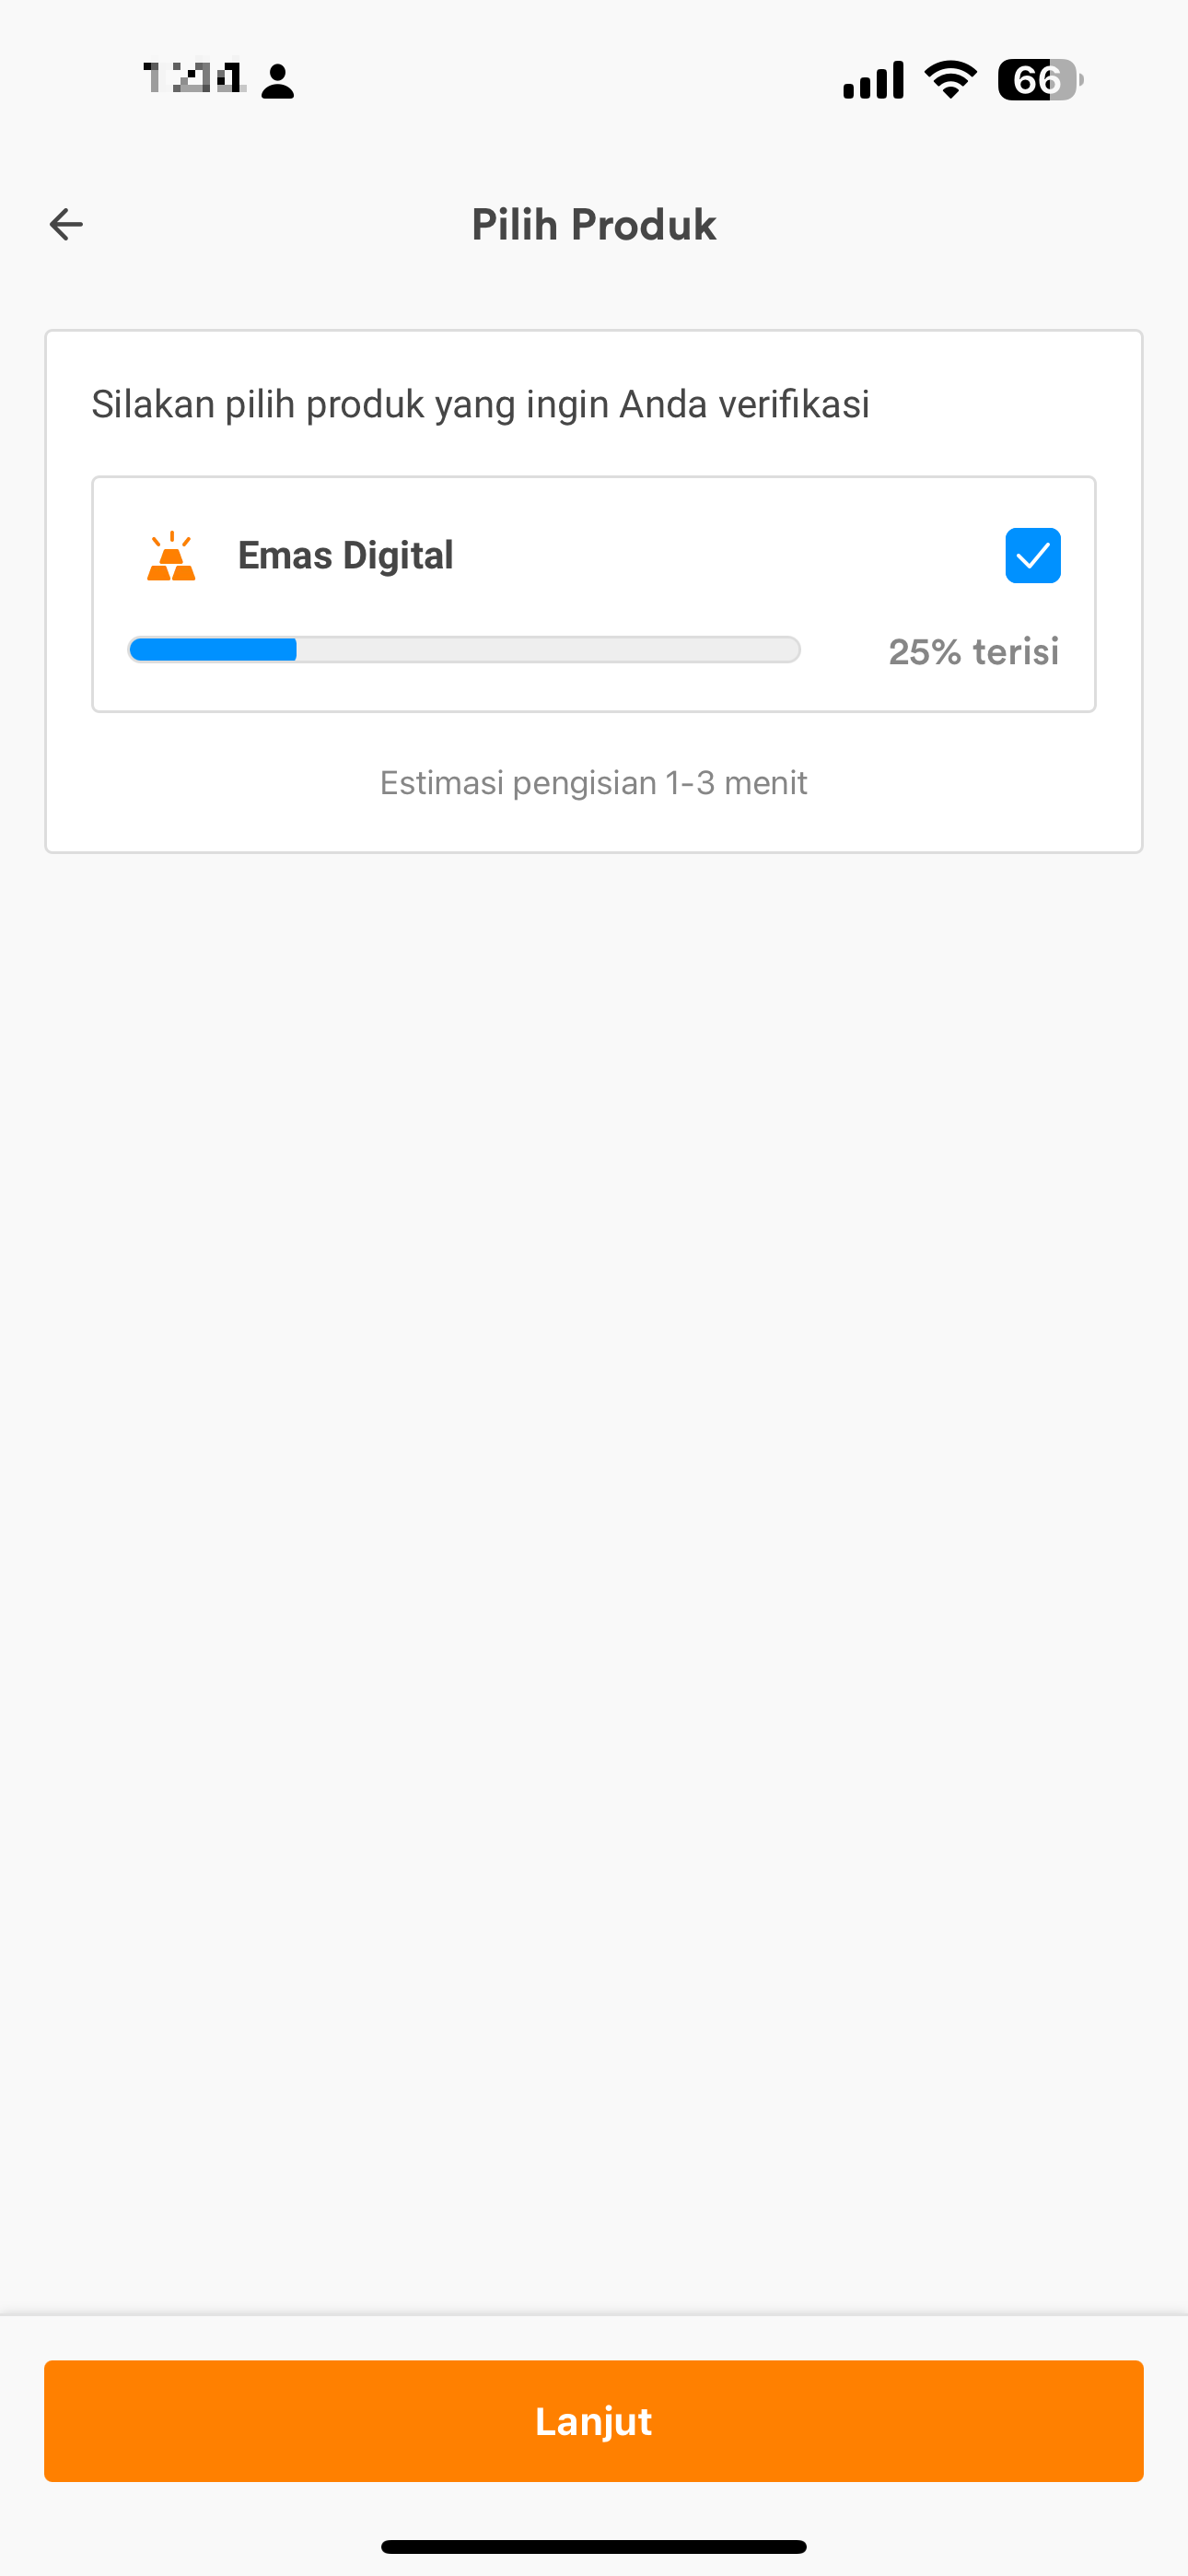 66
Pilih Produk
Silakan pilih produk yang ingin Anda verifikasi
Emas Digital
25% terisi
Estimasi pengisian 1-3 menit
Lanjut